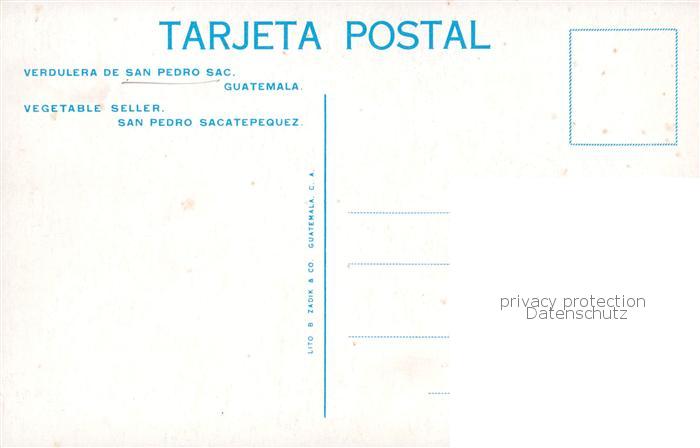 TARJETA POSTAL
VERDULERA DE SAN PEDRO SAC.
GUATEMALA.
VEGETABLE SELLER.
SAN PEDRO SACATEPEQUEZ.
LITO B ZADIK & CO. GUATEMALA, C. A.
privacy protection
Datenschutz